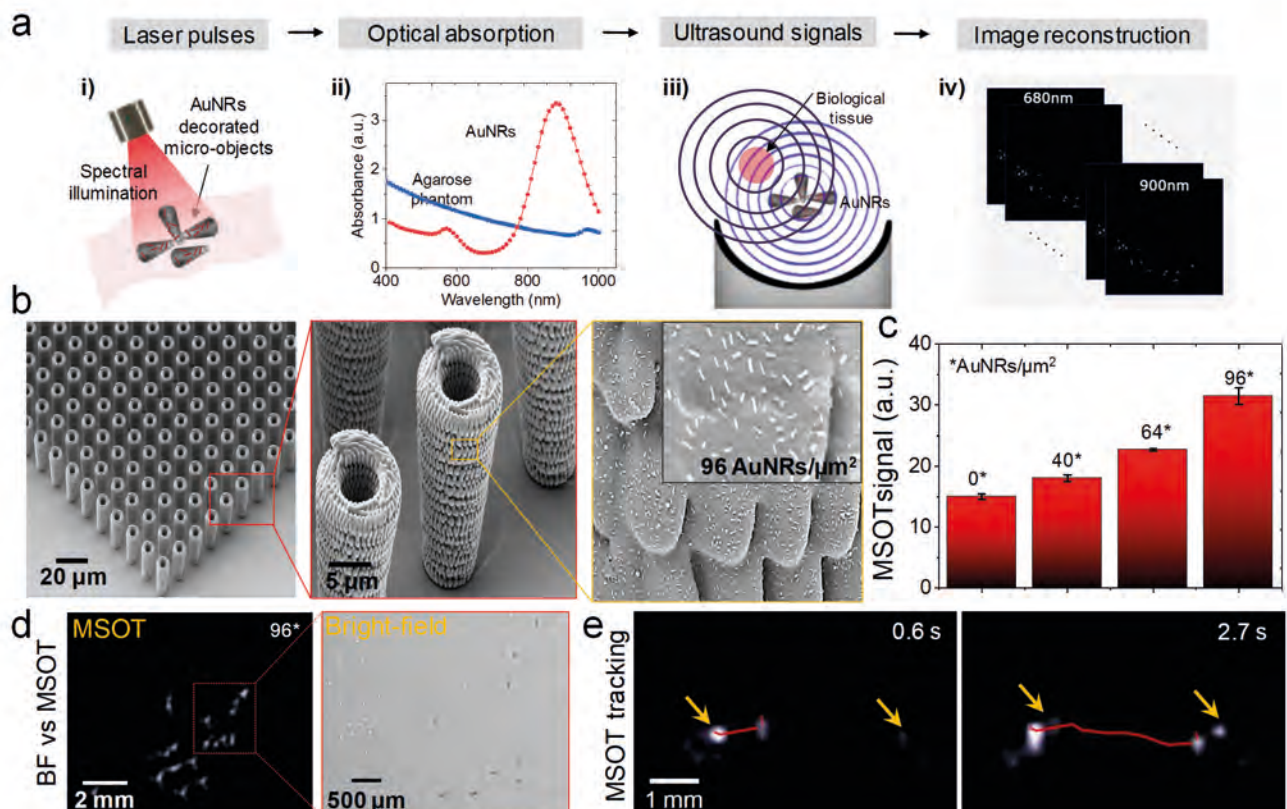 a
Laser pulses
Optical absorption
Ultrasound signals
Image reconstruction
i)
AuNRs
decorated
micro-objects
Spectral
illumination
ii)
AuNRs
Agarose
phantom
Absorbance (a.u.)
3
2
1
0
400
600
800
1000
Wavelength (nm)
iii)
Biological
tissue
AuNRs
iv)
680nm
900nm
b
20 µm
5 µm
96 AuNRs/µm²
c
MSOT signal (a.u.)
40
30
20
10
0
*AuNRs/µm²
0*
40*
64*
96*
d
BF vs MSOT
MSOT
96*
2 mm
Bright-field
500 µm
e
MSOT tracking
0.6 s
1 mm
2.7 s